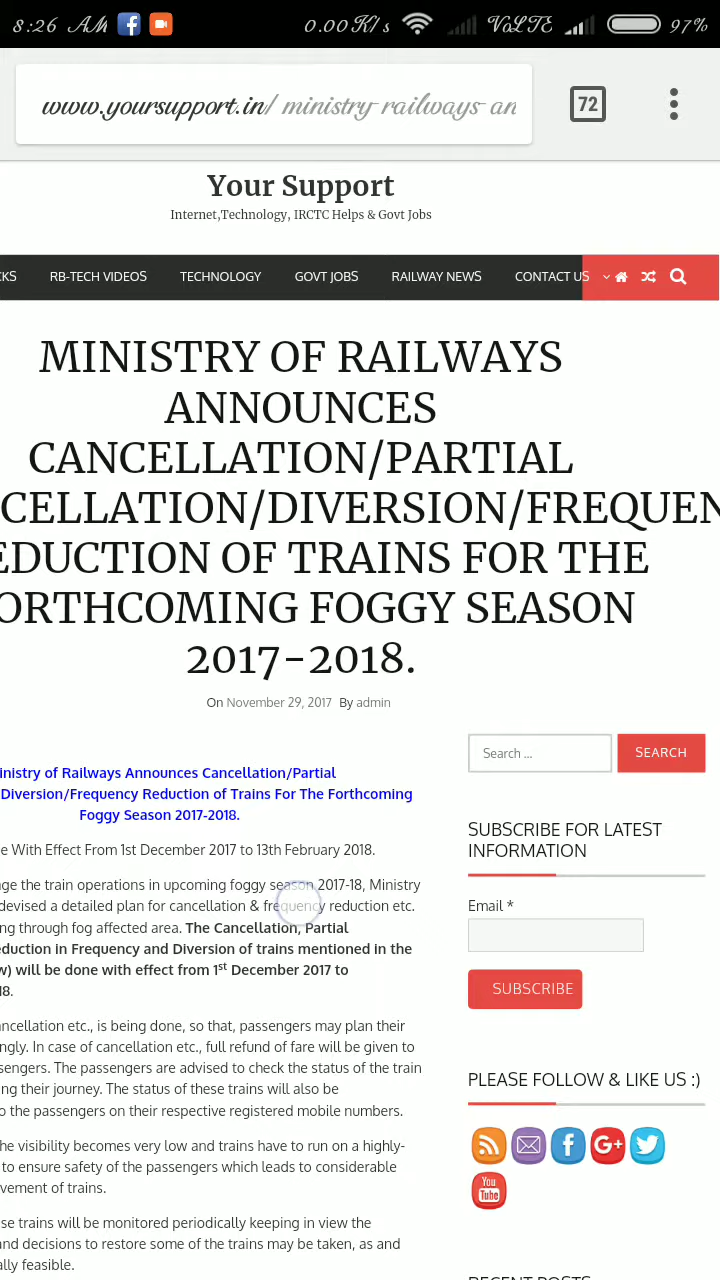 8:26 AM 0.00K/s VoLTE 97%
www.yoursupport.in/ministry-railways-an
72
Your Support
Internet,Technology, IRCTC Helps & Govt Jobs
CKS RB-TECH VIDEOS TECHNOLOGY GOVT JOBS RAILWAY NEWS CONTACT US
MINISTRY OF RAILWAYS
ANNOUNCES
CANCELLATION/PARTIAL
CELLATION/DIVERSION/FREQUEN
EDUCTION OF TRAINS FOR THE
ORTHCOMING FOGGY SEASON
2017-2018.
On November 29, 2017 By admin
inistry of Railways Announces Cancellation/Partial
Diversion/Frequency Reduction of Trains For The Forthcoming
Foggy Season 2017-2018.
e With Effect From 1st December 2017 to 13th February 2018.
ge the train operations in upcoming foggy season 2017-18, Ministry
devised a detailed plan for cancellation & frequency reduction etc.
ng through fog affected area. The Cancellation, Partial
eduction in Frequency and Diversion of trains mentioned in the
w) will be done with effect from 1st December 2017 to
18.
ancellation etc., is being done, so that, passengers may plan their
ngly. In case of cancellation etc., full refund of fare will be given to
sengers. The passengers are advised to check the status of the train
ing their journey. The status of these trains will also be
o the passengers on their respective registered mobile numbers.
he visibility becomes very low and trains have to run on a highly-
to ensure safety of the passengers which leads to considerable
vement of trains.
se trains will be monitored periodically keeping in view the
and decisions to restore some of the trains may be taken, as and
ally feasible.
Search ... SEARCH
SUBSCRIBE FOR LATEST
INFORMATION
Email *
SUBSCRIBE
PLEASE FOLLOW & LIKE US :)
G+
You
Tube
RECENT POSTS